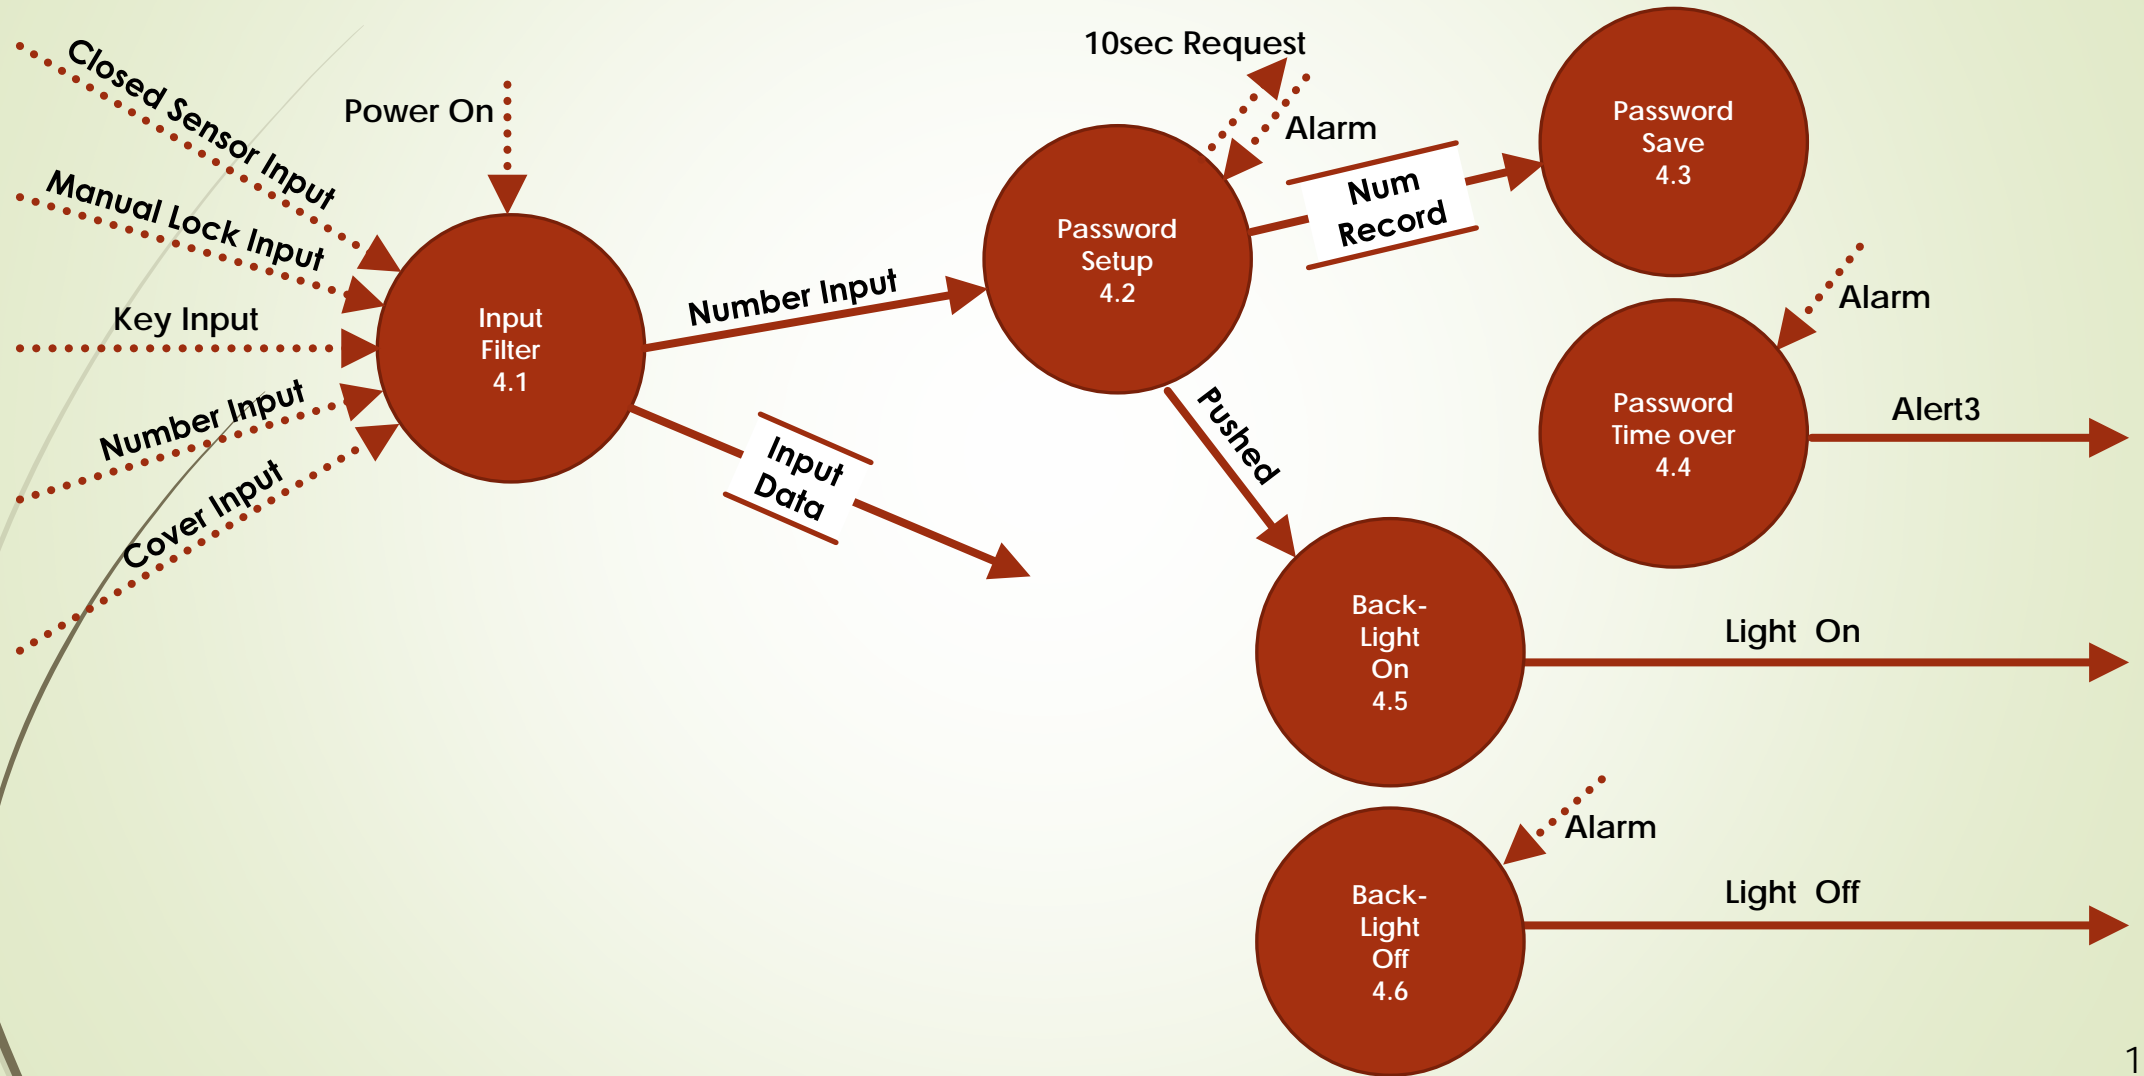 Closed Sensor Input
Manual Lock Input
Key Input
Number Input
Cover Input
Power On
Input
Filter
4.1
Number Input
Input
Data
10sec Request
Alarm
Password
Setup
4.2
Num
Record
Pushed
Password
Save
4.3
Alarm
Password
Time over
4.4
Alert3
Back-
Light
On
4.5
Light On
Alarm
Back-
Light
Off
4.6
Light Off
1